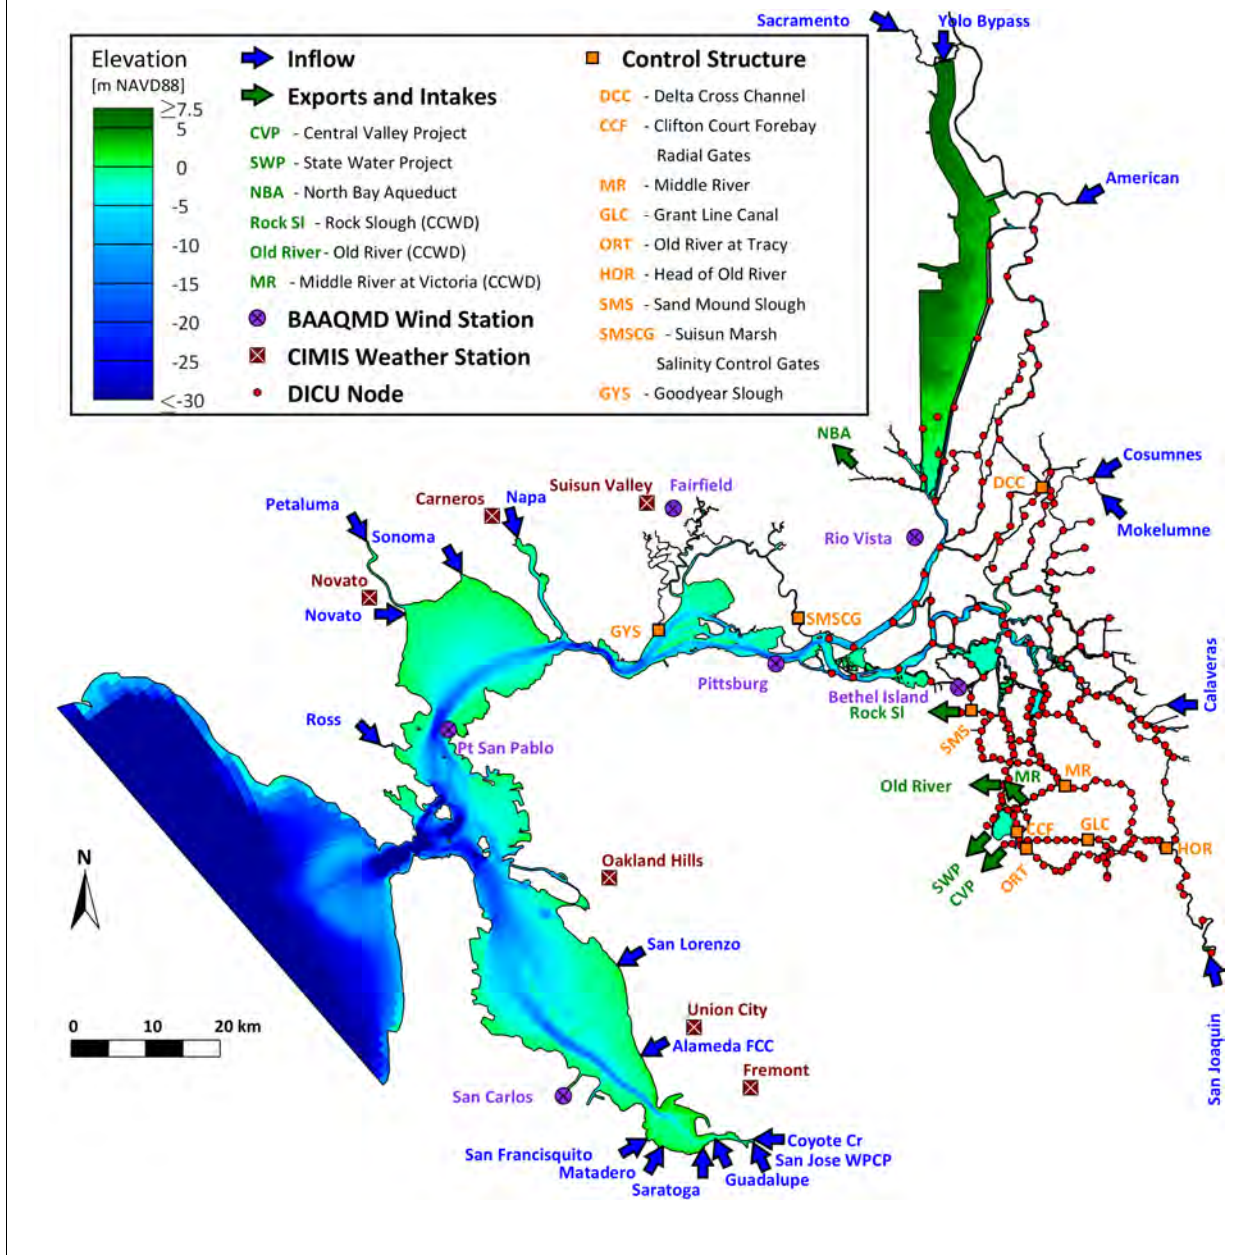 Sacramento
Yolo Bypass
Elevation
[m NAVD88]
≥7.5
5
0
-5
-10
-15
-20
-25
≤-30
Inflow
Exports and Intakes
CVP - Central Valley Project
SWP - State Water Project
NBA - North Bay Aqueduct
Rock Sl - Rock Slough (CCWD)
Old River - Old River (CCWD)
MR - Middle River at Victoria (CCWD)
BAAQMD Wind Station
CIMIS Weather Station
DICU Node
Control Structure
DCC - Delta Cross Channel
CCF - Clifton Court Forebay
Radial Gates
MR - Middle River
GLC - Grant Line Canal
ORT - Old River at Tracy
HOR - Head of Old River
SMS - Sand Mound Slough
SMSCG - Suisun Marsh
Salinity Control Gates
GYS - Goodyear Slough
American
NBA
Cosumnes
DCC
Mokelumne
Suisun Valley
Fairfield
Carneros
Napa
Petaluma
Sonoma
Rio Vista
Novato
Novato
GYS
SMSCG
Pittsburg
Bethel Island
Rock Sl
Calaveras
Ross
Pt San Pablo
SMS
Old River
MR
MR
CCF
GLC
HOR
SWP
CVP
ORT
N
Oakland Hills
San Lorenzo
Union City
0 10 20 km
Alameda FCC
Fremont
San Carlos
San Joaquin
Coyote Cr
San Francisquito
San Jose WPCP
Matadero
Guadalupe
Saratoga